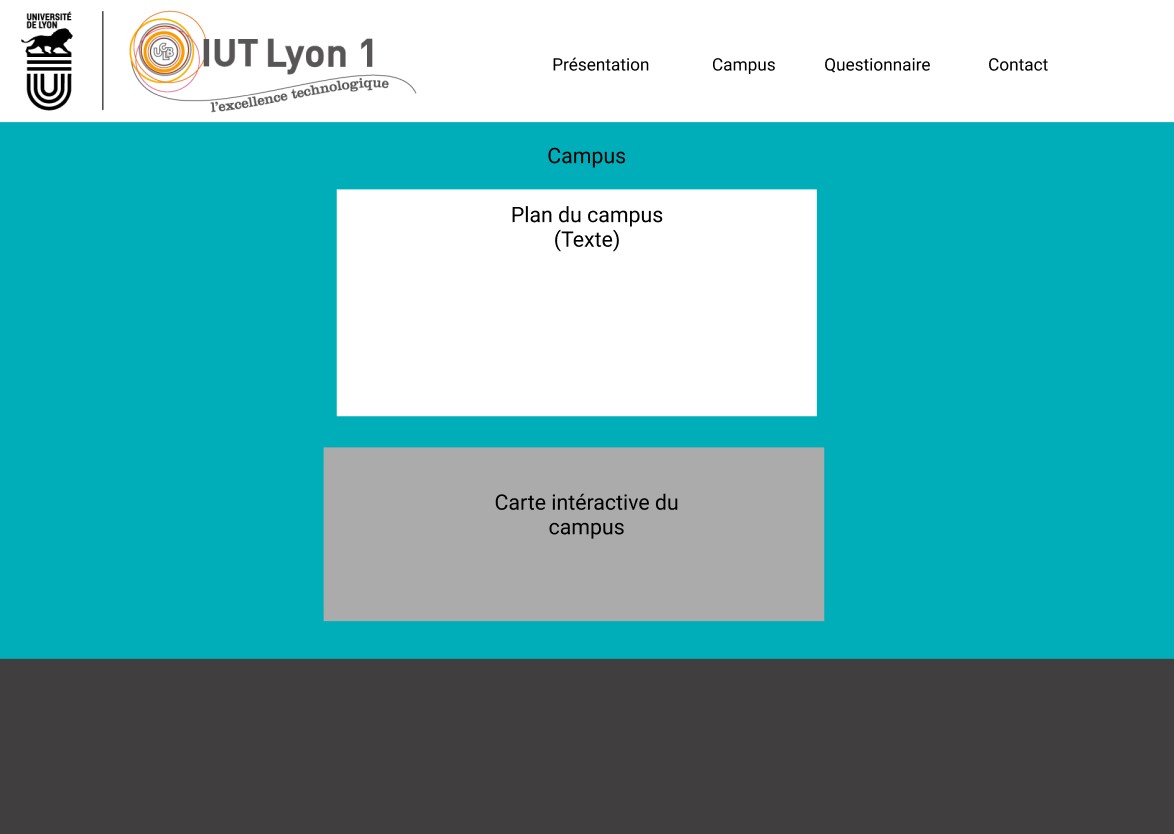 UNIVERSITÉ
DE LYON
UCLB
IUT Lyon 1
l'excellence technologique
Présentation
Campus
Questionnaire
Contact
Campus
Plan du campus
(Texte)
Carte intéractive du
campus